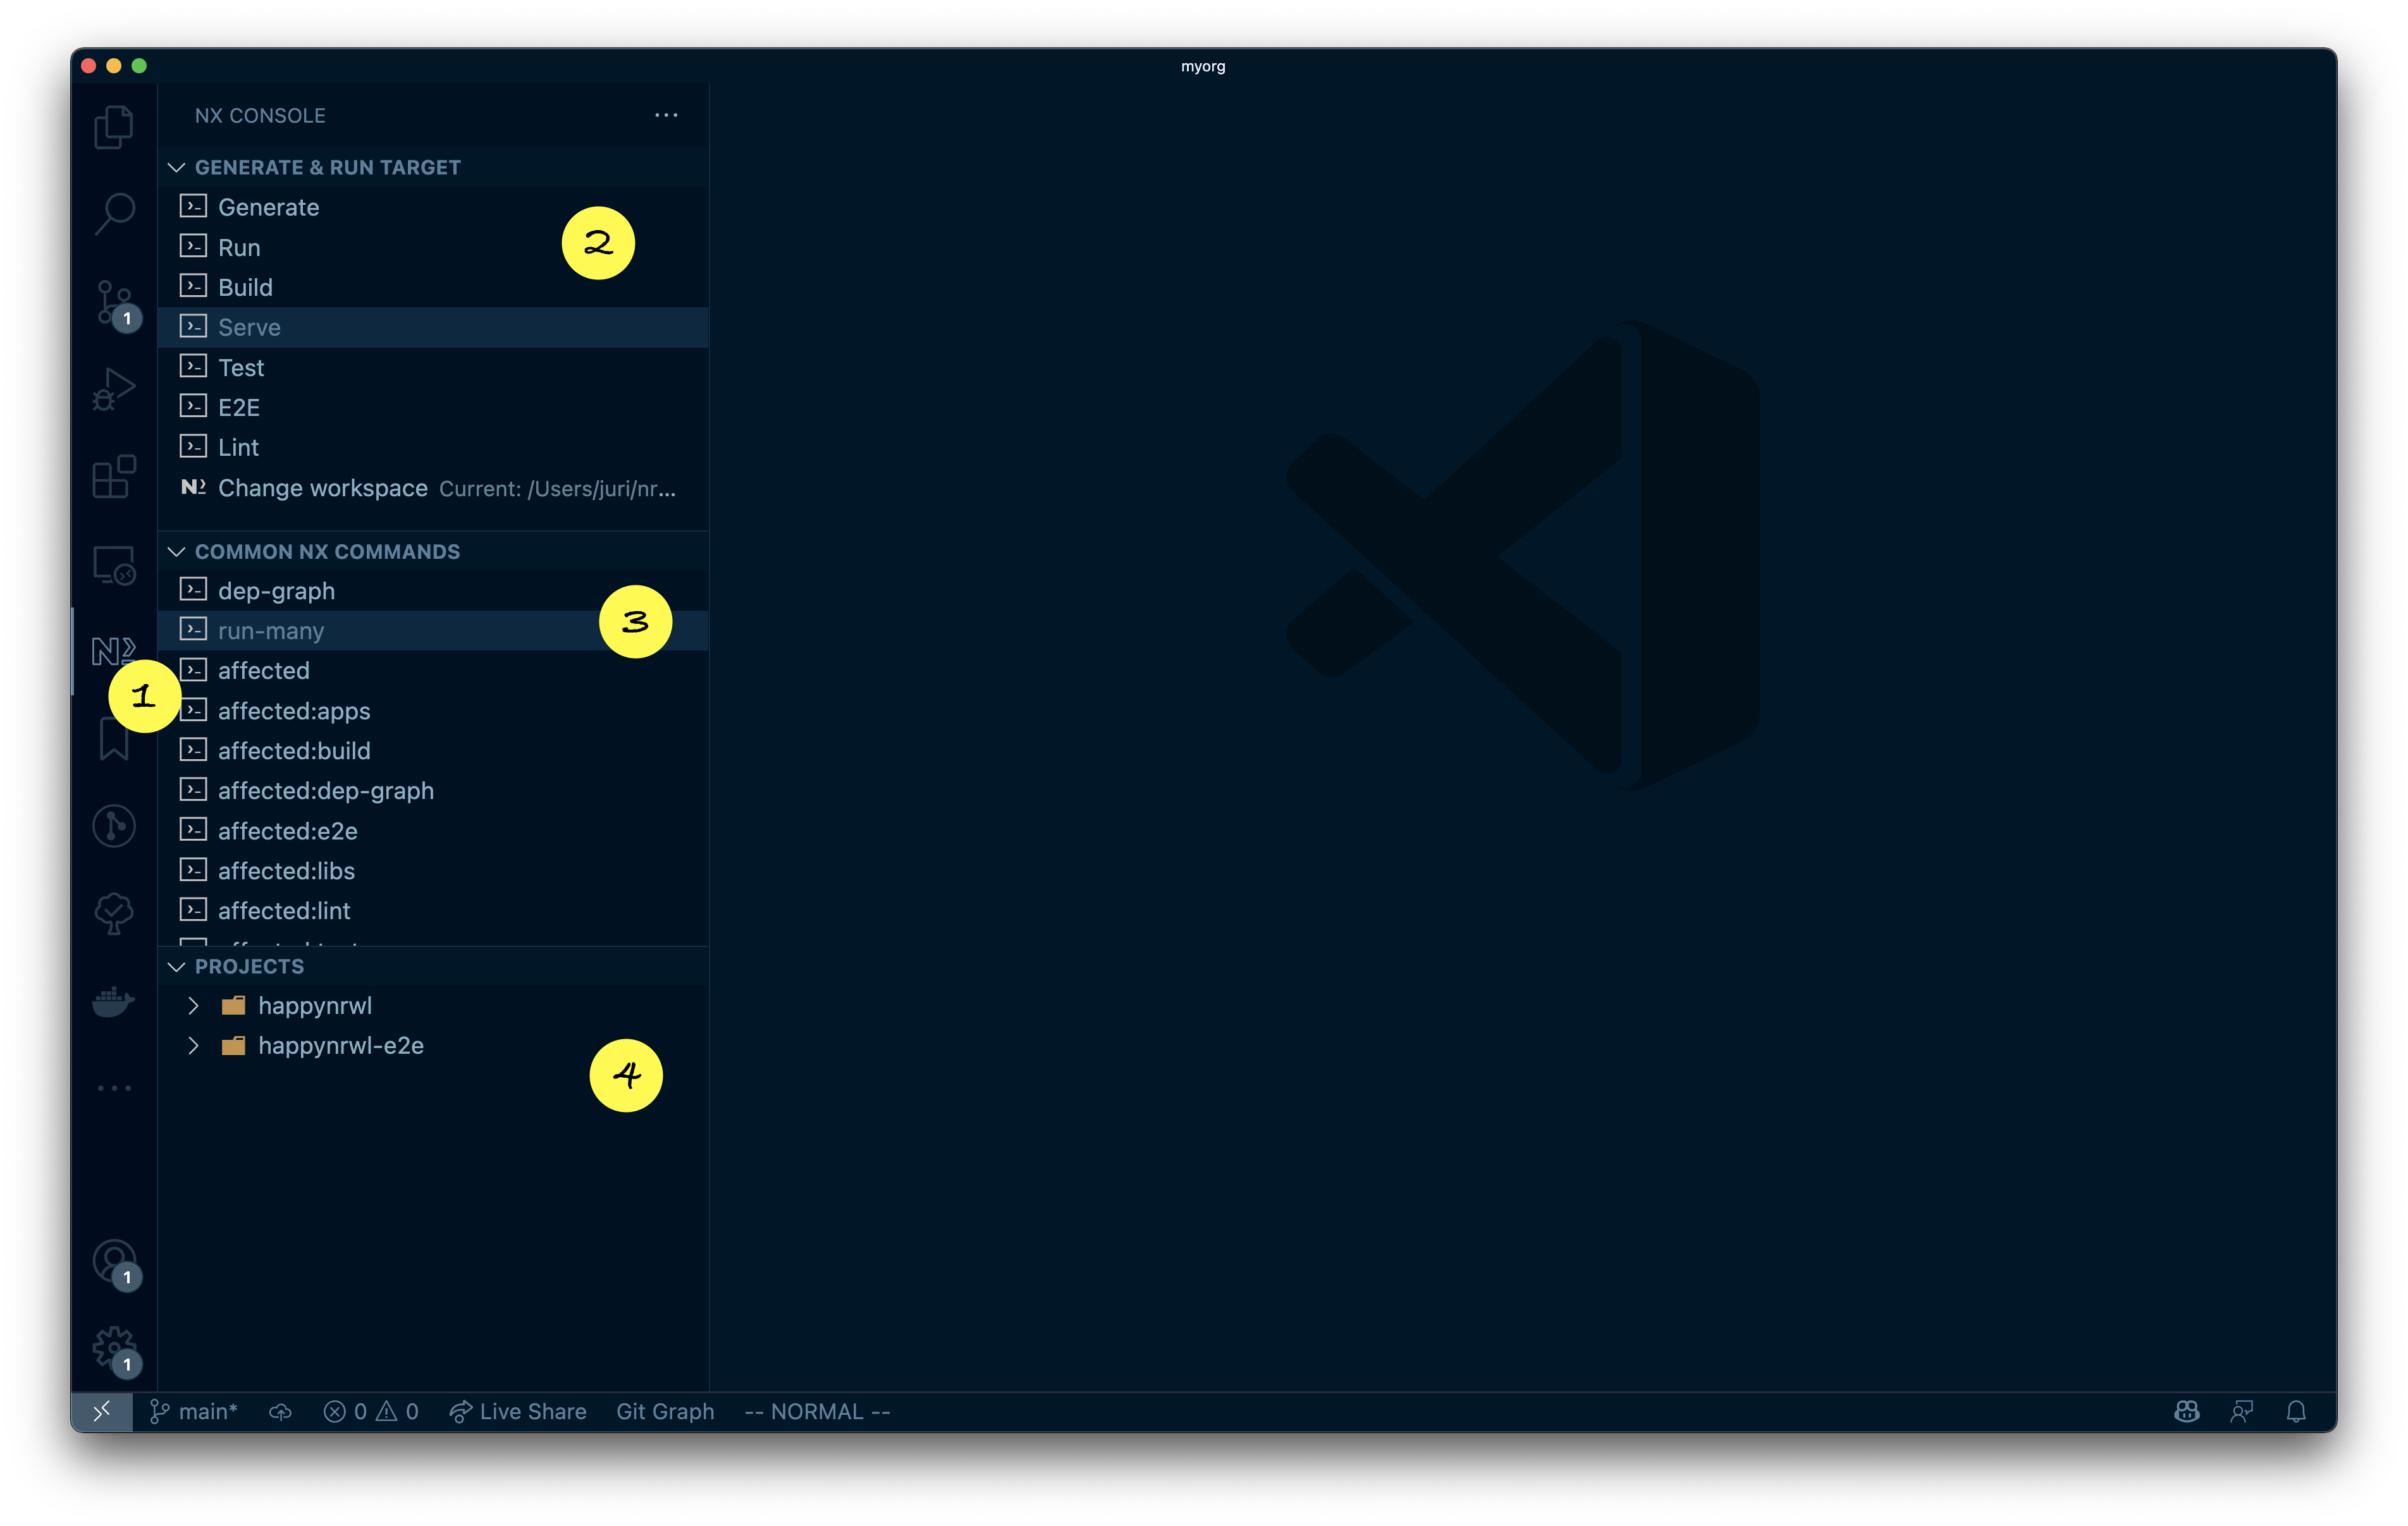 myorg
NX CONSOLE
GENERATE & RUN TARGET
Generate
2
Run
Build
1
Serve
Test
E2E
Lint
Change workspace Current: /Users/juri/nr...
COMMON NX COMMANDS
dep-graph
3
run-many
affected
1
affected:apps
affected:build
affected:dep-graph
affected:e2e
affected:libs
affected:lint
PROJECTS
happynrwl
happynrwl-e2e
4
1
1
main* 0 0 Live Share Git Graph -- NORMAL --